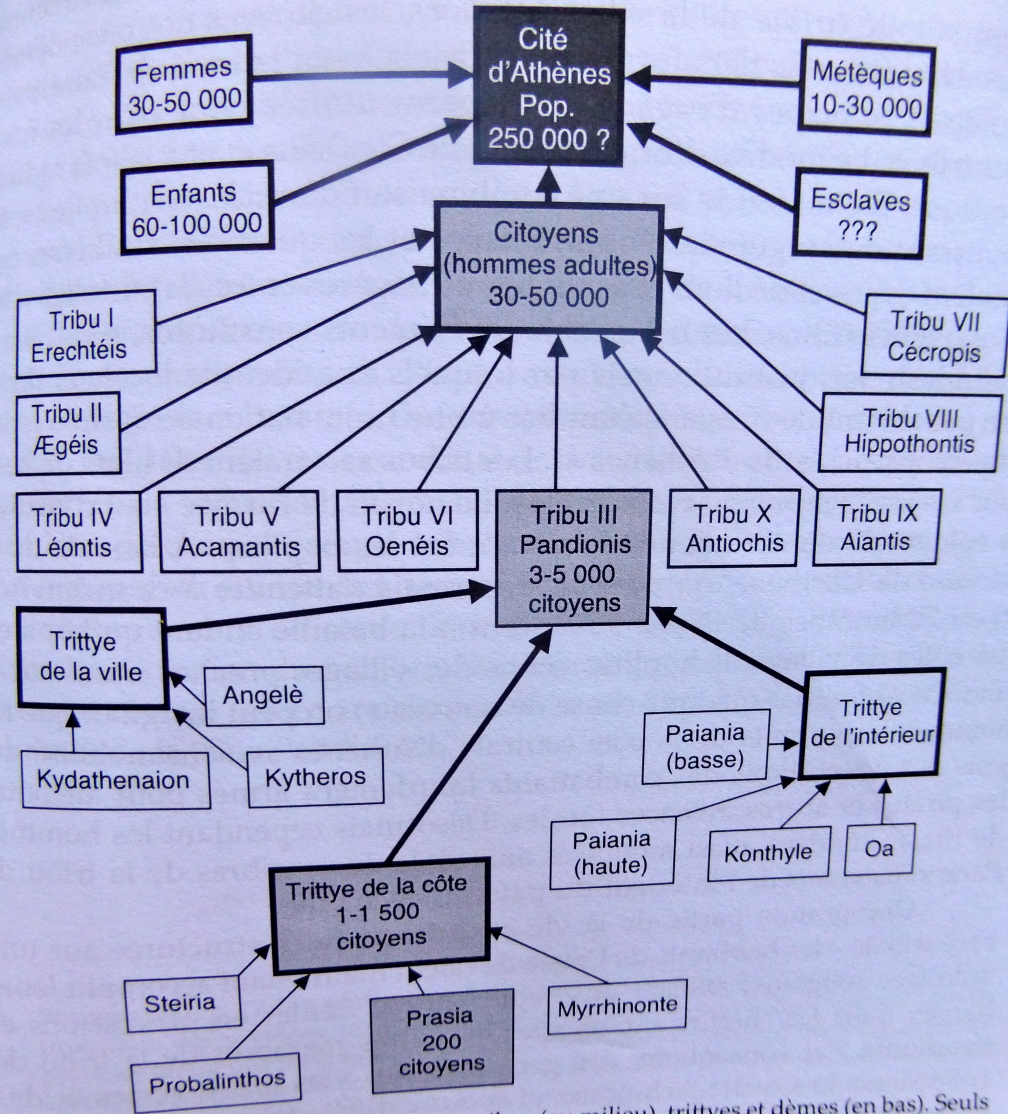 Cité
d'Athènes
Pop.
250 000 ?
Femmes
30-50 000
Métèques
10-30 000
Enfants
60-100 000
Esclaves
???
Citoyens
(hommes adultes)
30-50 000
Tribu I
Erechtéis
Tribu VII
Cécropis
Tribu II
Ægéis
Tribu VIII
Hippothontis
Tribu IV
Léontis
Tribu V
Acamantis
Tribu VI
Oenéis
Tribu III
Pandionis
3-5 000
citoyens
Tribu X
Antiochis
Tribu IX
Aiantis
Trittye
de la ville
Angelè
Kydathenaion
Kytheros
Trittye
de l'intérieur
Paiania
(basse)
Paiania
(haute)
Konthyle
Oa
Trittye de la côte
1-1 500
citoyens
Steiria
Probalinthos
Prasia
200
citoyens
Myrrhinonte
milieu), trittyes et dèmes (en bas). Seuls